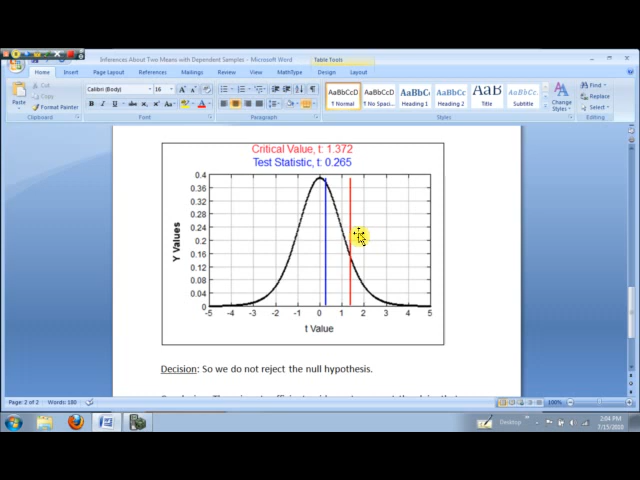 Inferences About Two Means with Dependent Samples - Microsoft Word
Table Tools
Home Insert Page Layout References Mailings Review View MathType Design Layout
Cut
Copy
Format Painter
Paste
Clipboard
Calibri (Body) 16
Font
Paragraph
AaBbCcD AaBbCcD AaBbC AaBbCc AaBb AaBbCc.
¶ Normal ¶ No Spaci... Heading 1 Heading 2 Title Subtitle
Change Styles
Styles
Find
Replace
Select
Editing
Critical Value, t: 1.372
Test Statistic, t: 0.265
Y Values
0.4
0.36
0.32
0.28
0.24
0.2
0.16
0.12
0.08
0.04
0
-5 -4 -3 -2 -1 0 1 2 3 4 5
t Value
Decision: So we do not reject the null hypothesis.
Page: 2 of 2 Words: 180
100%
Desktop
2:04 PM
7/15/2010